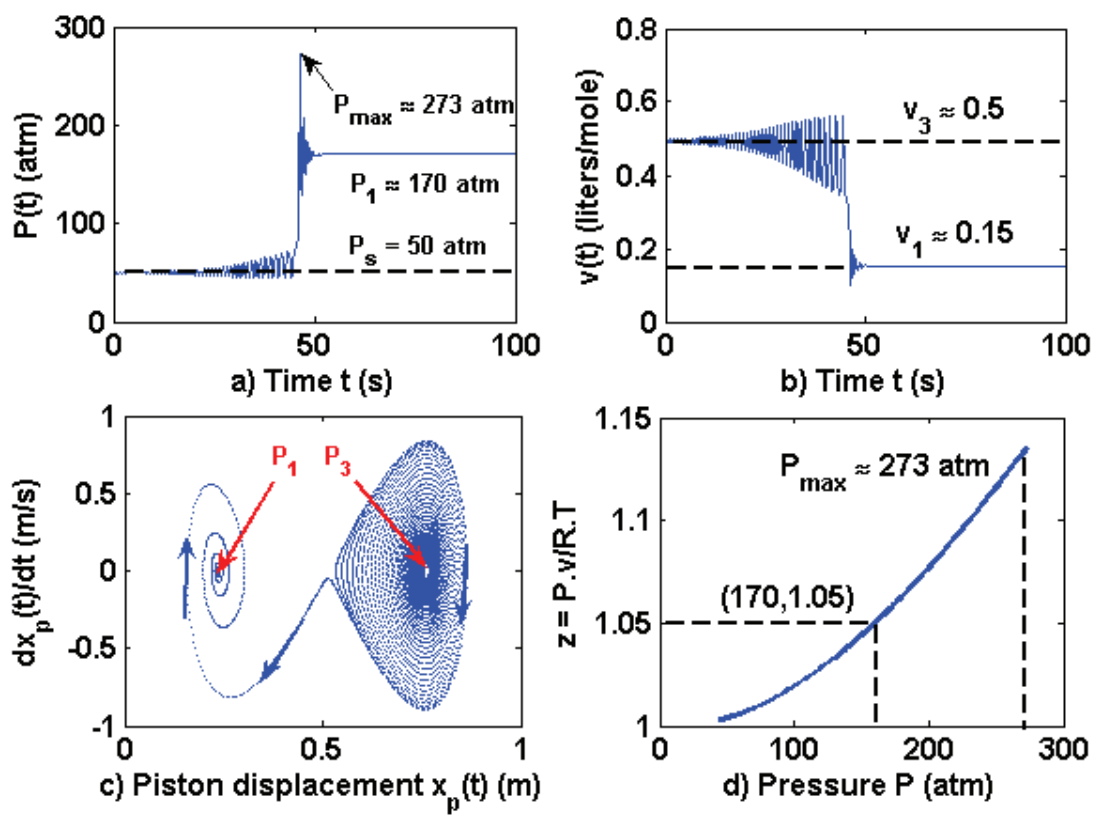 300
200
100
0
P(t) (atm)
P_max ≈ 273 atm
P_1 ≈ 170 atm
P_s = 50 atm
0 50 100
a) Time t (s)
0.8
0.6
0.4
0.2
0
v(t) (liters/mole)
v_3 ≈ 0.5
v_1 ≈ 0.15
0 50 100
b) Time t (s)
1
0.5
0
-0.5
-1
dx_p(t)/dt (m/s)
P_1 P_3
0 0.5 1
c) Piston displacement x_p(t) (m)
1.15
1.1
1.05
1
z = P.v/R.T
P_max ≈ 273 atm
(170,1.05)
0 100 200 300
d) Pressure P (atm)